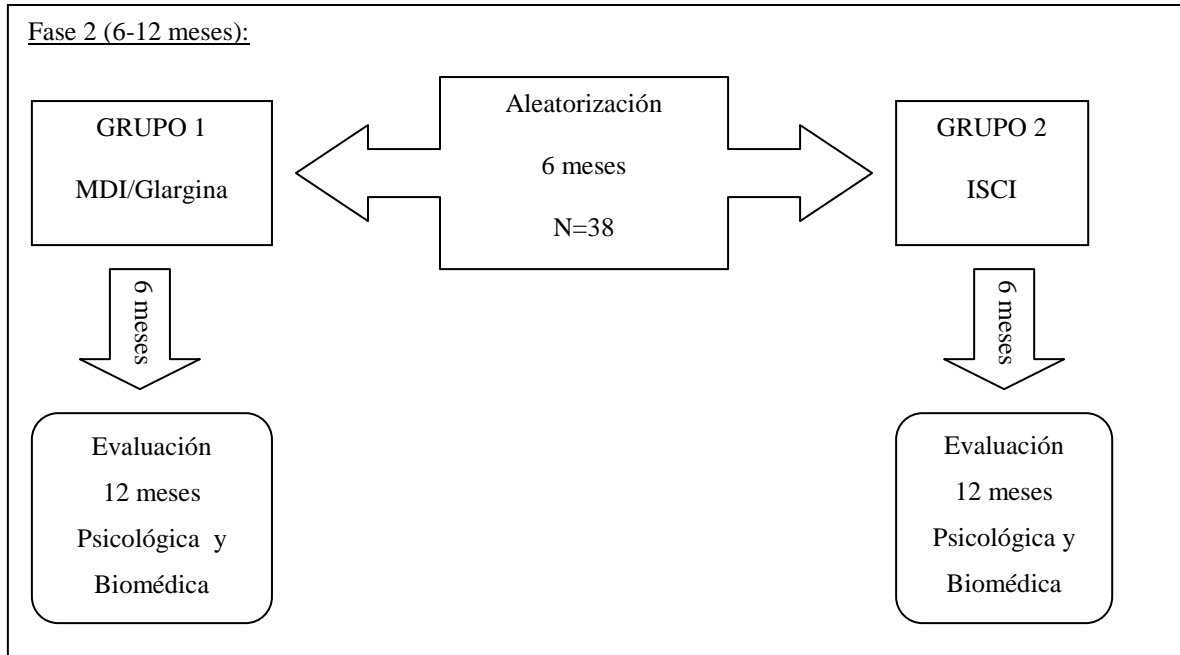 Fase 2 (6-12 meses):
GRUPO 1
MDI/Glargina
Aleatorización
6 meses
N=38
GRUPO 2
ISCI
6 meses
6 meses
Evaluación
12 meses
Psicológica y
Biomédica
Evaluación
12 meses
Psicológica y
Biomédica